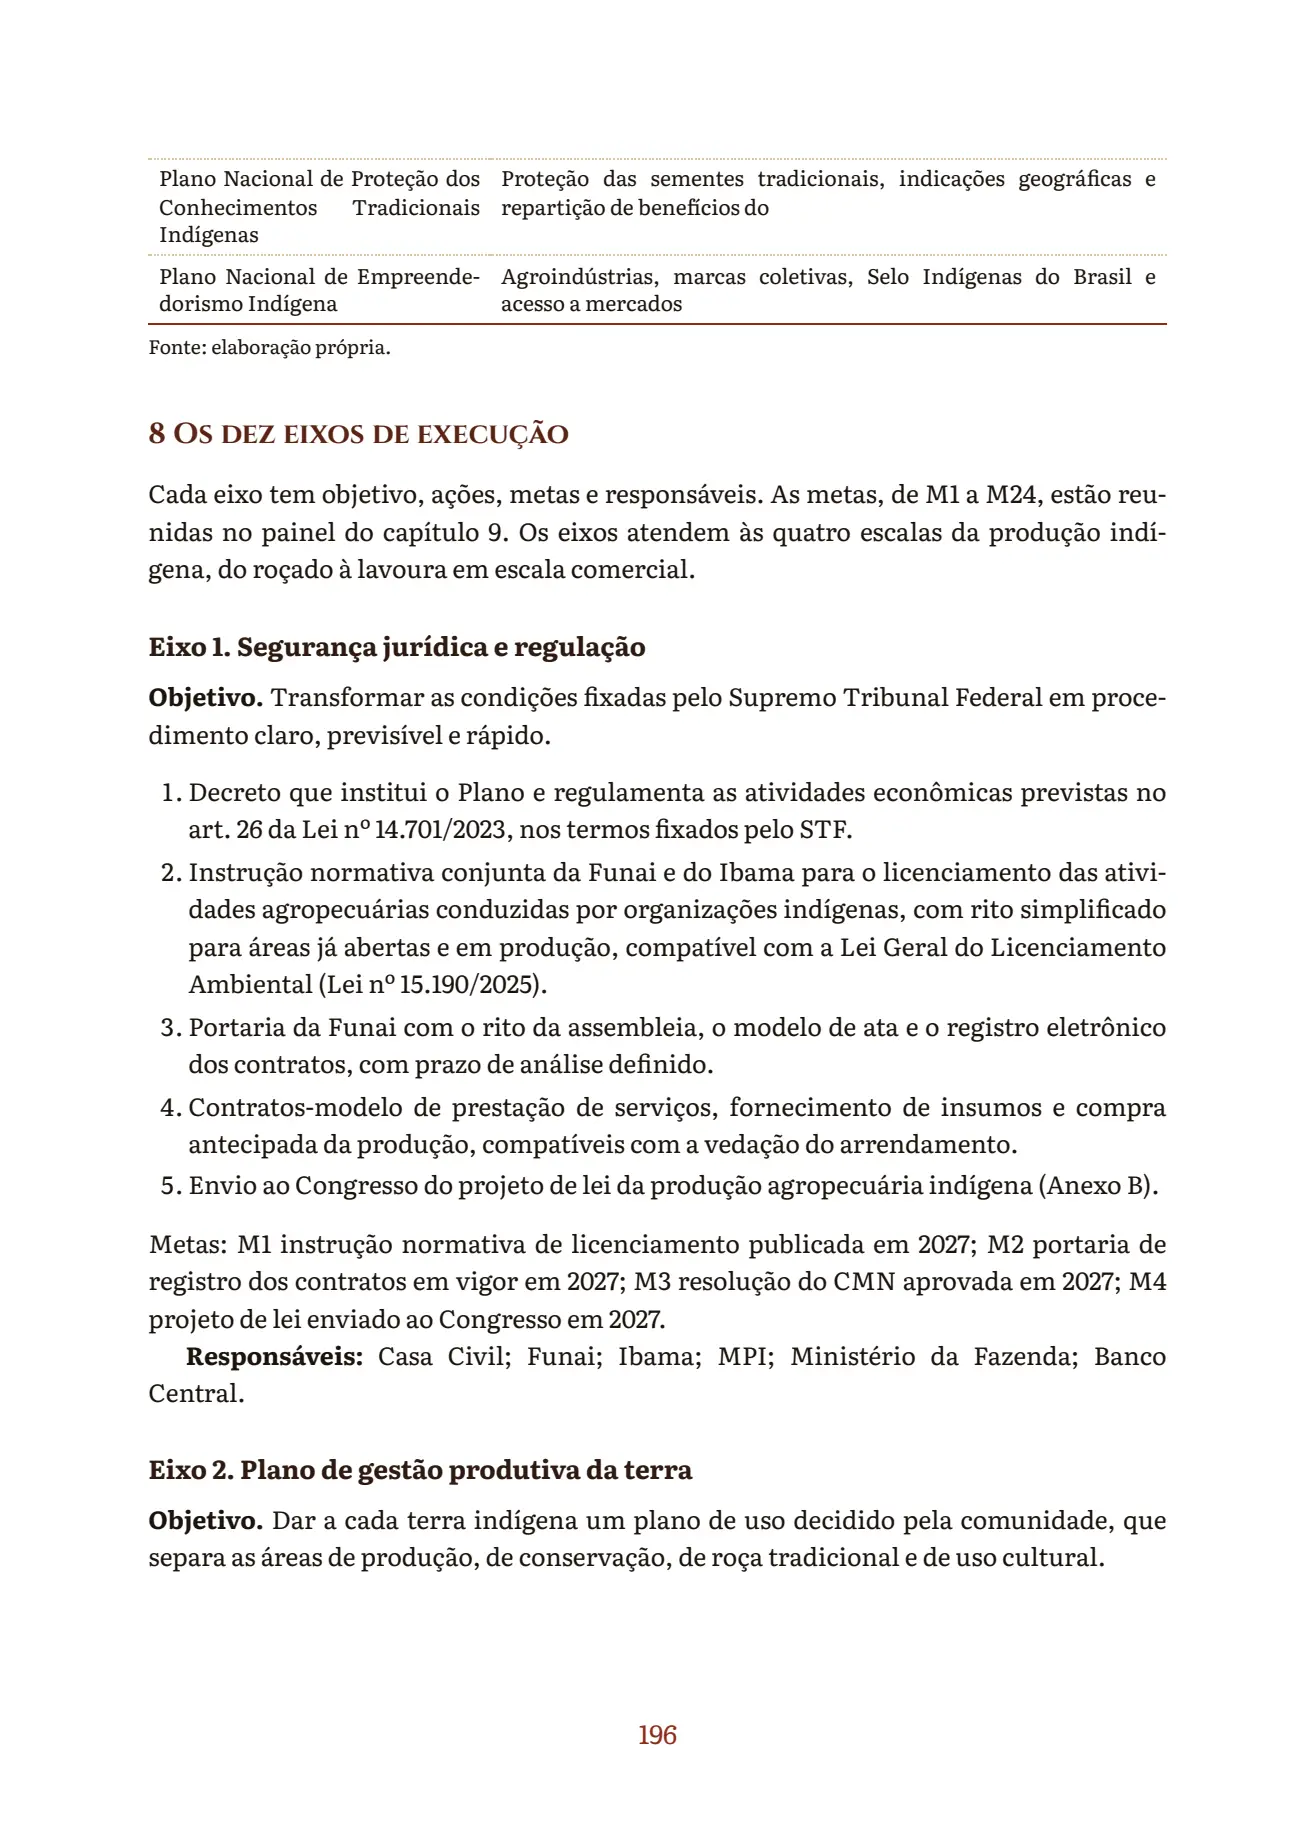 Plano Nacional de Proteção dos
Conhecimentos Tradicionais
Indígenas
Proteção das sementes tradicionais, indicações geográficas e
repartição de benefícios do
Plano Nacional de Empreende-
dorismo Indígena
Agroindústrias, marcas coletivas, Selo Indígenas do Brasil e
acesso a mercados
Fonte: elaboração própria.
8 Os dez eixos de execução
Cada eixo tem objetivo, ações, metas e responsáveis. As metas, de M1 a M24, estão reu-
nidas no painel do capítulo 9. Os eixos atendem às quatro escalas da produção indí-
gena, do roçado à lavoura em escala comercial.
Eixo 1. Segurança jurídica e regulação
Objetivo. Transformar as condições fixadas pelo Supremo Tribunal Federal em proce-
dimento claro, previsível e rápido.
1. Decreto que institui o Plano e regulamenta as atividades econômicas previstas no
art. 26 da Lei nº 14.701/2023, nos termos fixados pelo STF.
2. Instrução normativa conjunta da Funai e do Ibama para o licenciamento das ativi-
dades agropecuárias conduzidas por organizações indígenas, com rito simplificado
para áreas já abertas e em produção, compatível com a Lei Geral do Licenciamento
Ambiental (Lei nº 15.190/2025).
3. Portaria da Funai com o rito da assembleia, o modelo de ata e o registro eletrônico
dos contratos, com prazo de análise definido.
4. Contratos-modelo de prestação de serviços, fornecimento de insumos e compra
antecipada da produção, compatíveis com a vedação do arrendamento.
5. Envio ao Congresso do projeto de lei da produção agropecuária indígena (Anexo B).
Metas: M1 instrução normativa de licenciamento publicada em 2027; M2 portaria de
registro dos contratos em vigor em 2027; M3 resolução do CMN aprovada em 2027; M4
projeto de lei enviado ao Congresso em 2027.
Responsáveis: Casa Civil; Funai; Ibama; MPI; Ministério da Fazenda; Banco
Central.
Eixo 2. Plano de gestão produtiva da terra
Objetivo. Dar a cada terra indígena um plano de uso decidido pela comunidade, que
separa as áreas de produção, de conservação, de roça tradicional e de uso cultural.
196